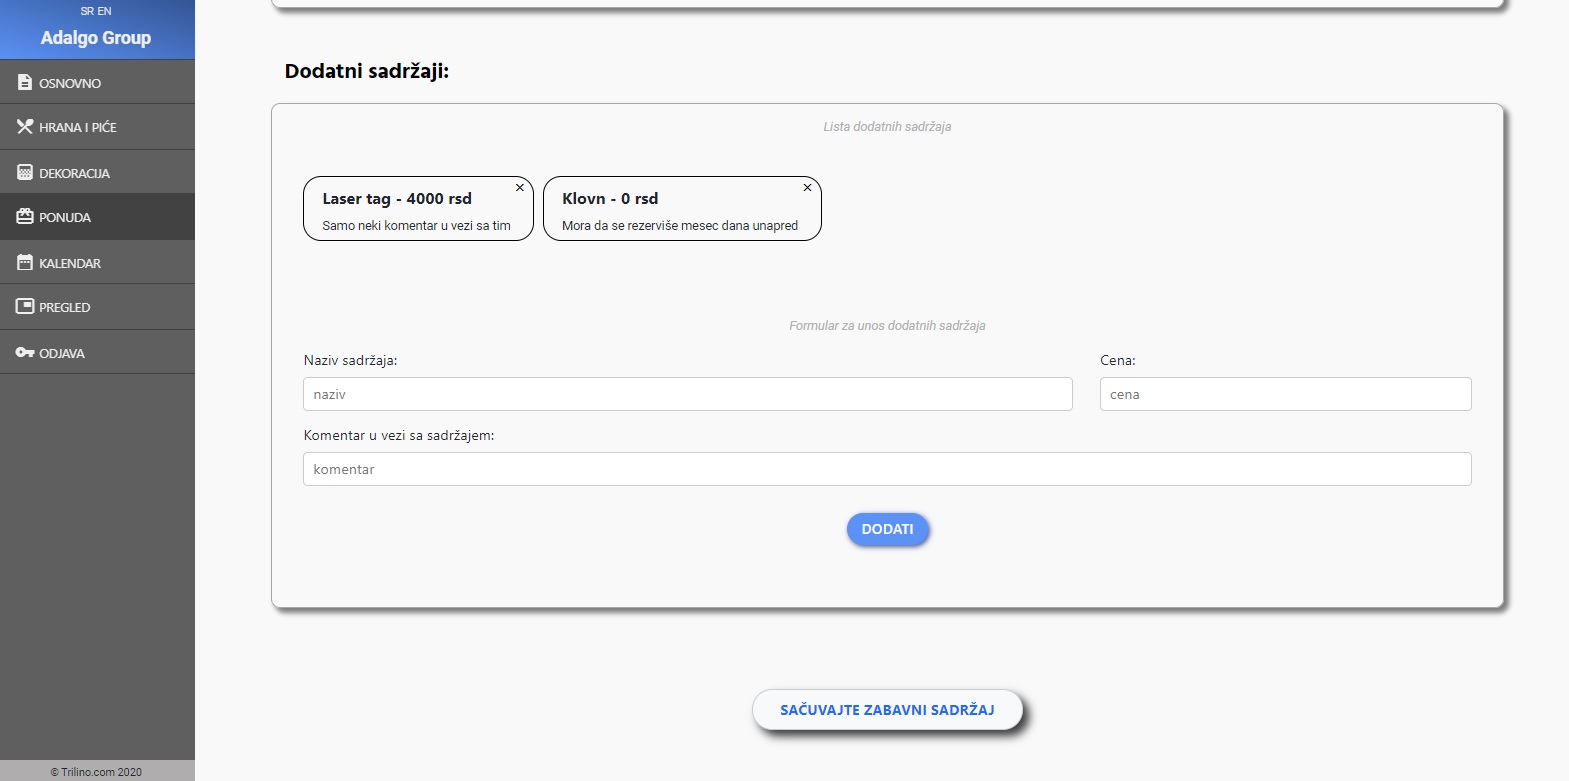 SR EN
Adalgo Group
OSNOVNO
HRANA I PIĆE
DEKORACIJA
PONUDA
KALENDAR
PREGLED
ODJAVA
© Trilino.com 2020
Dodatni sadržaji:
Lista dodatnih sadržaja
Laser tag - 4000 rsd
Samo neki komentar u vezi sa tim
Klovn - 0 rsd
Mora da se rezerviše mesec dana unapred
Formular za unos dodatnih sadržaja
Naziv sadržaja:
naziv
Cena:
cena
Komentar u vezi sa sadržajem:
komentar
DODATI
SAČUVAJTE ZABAVNI SADRŽAJ